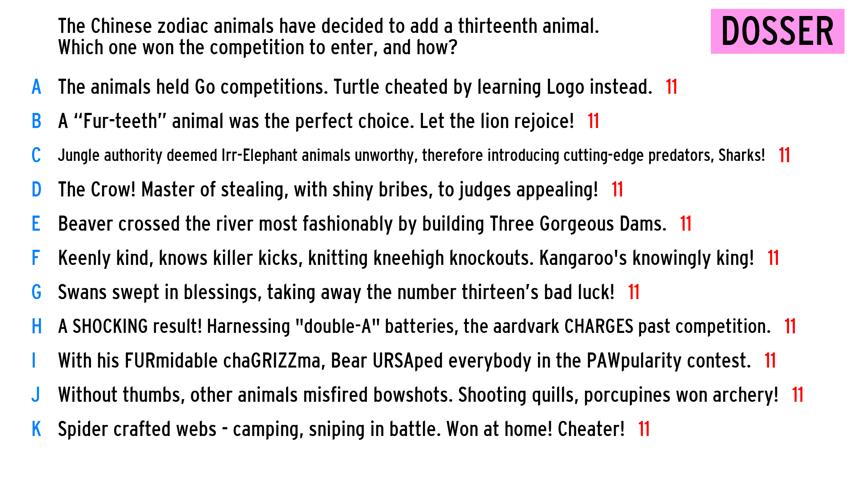 The Chinese zodiac animals have decided to add a thirteenth animal.
Which one won the competition to enter, and how?
DOSSER
A The animals held Go competitions. Turtle cheated by learning Logo instead. 11
B A “Fur-teeth” animal was the perfect choice. Let the lion rejoice! 11
C Jungle authority deemed Irr-Elephant animals unworthy, therefore introducing cutting-edge predators, Sharks! 11
D The Crow! Master of stealing, with shiny bribes, to judges appealing! 11
E Beaver crossed the river most fashionably by building Three Gorgeous Dams. 11
F Keenly kind, knows killer kicks, knitting kneehigh knockouts. Kangaroo's knowingly king! 11
G Swans swept in blessings, taking away the number thirteen’s bad luck! 11
H A SHOCKING result! Harnessing "double-A" batteries, the aardvark CHARGES past competition. 11
I With his FURmidable chaGRIZZma, Bear URSAped everybody in the PAWpularity contest. 11
J Without thumbs, other animals misfired bowshots. Shooting quills, porcupines won archery! 11
K Spider crafted webs - camping, sniping in battle. Won at home! Cheater! 11